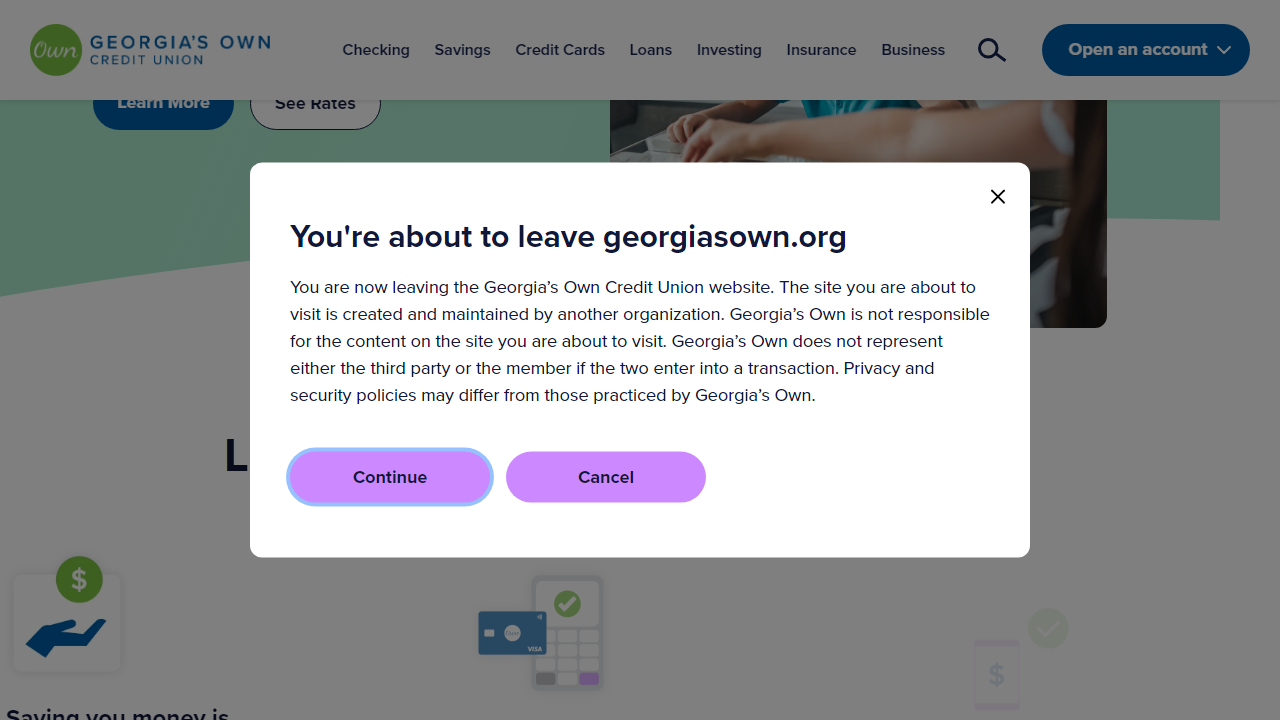 Own GEORGIA'S OWN
CREDIT UNION
Checking Savings Credit Cards Loans Investing Insurance Business Open an account
Learn More See Rates
You're about to leave georgiasown.org
You are now leaving the Georgia’s Own Credit Union website. The site you are about to
visit is created and maintained by another organization. Georgia’s Own is not responsible
for the content on the site you are about to visit. Georgia’s Own does not represent
either the third party or the member if the two enter into a transaction. Privacy and
security policies may differ from those practiced by Georgia’s Own.
Continue Cancel
L
$
Own
VISA
$
Saving you money is